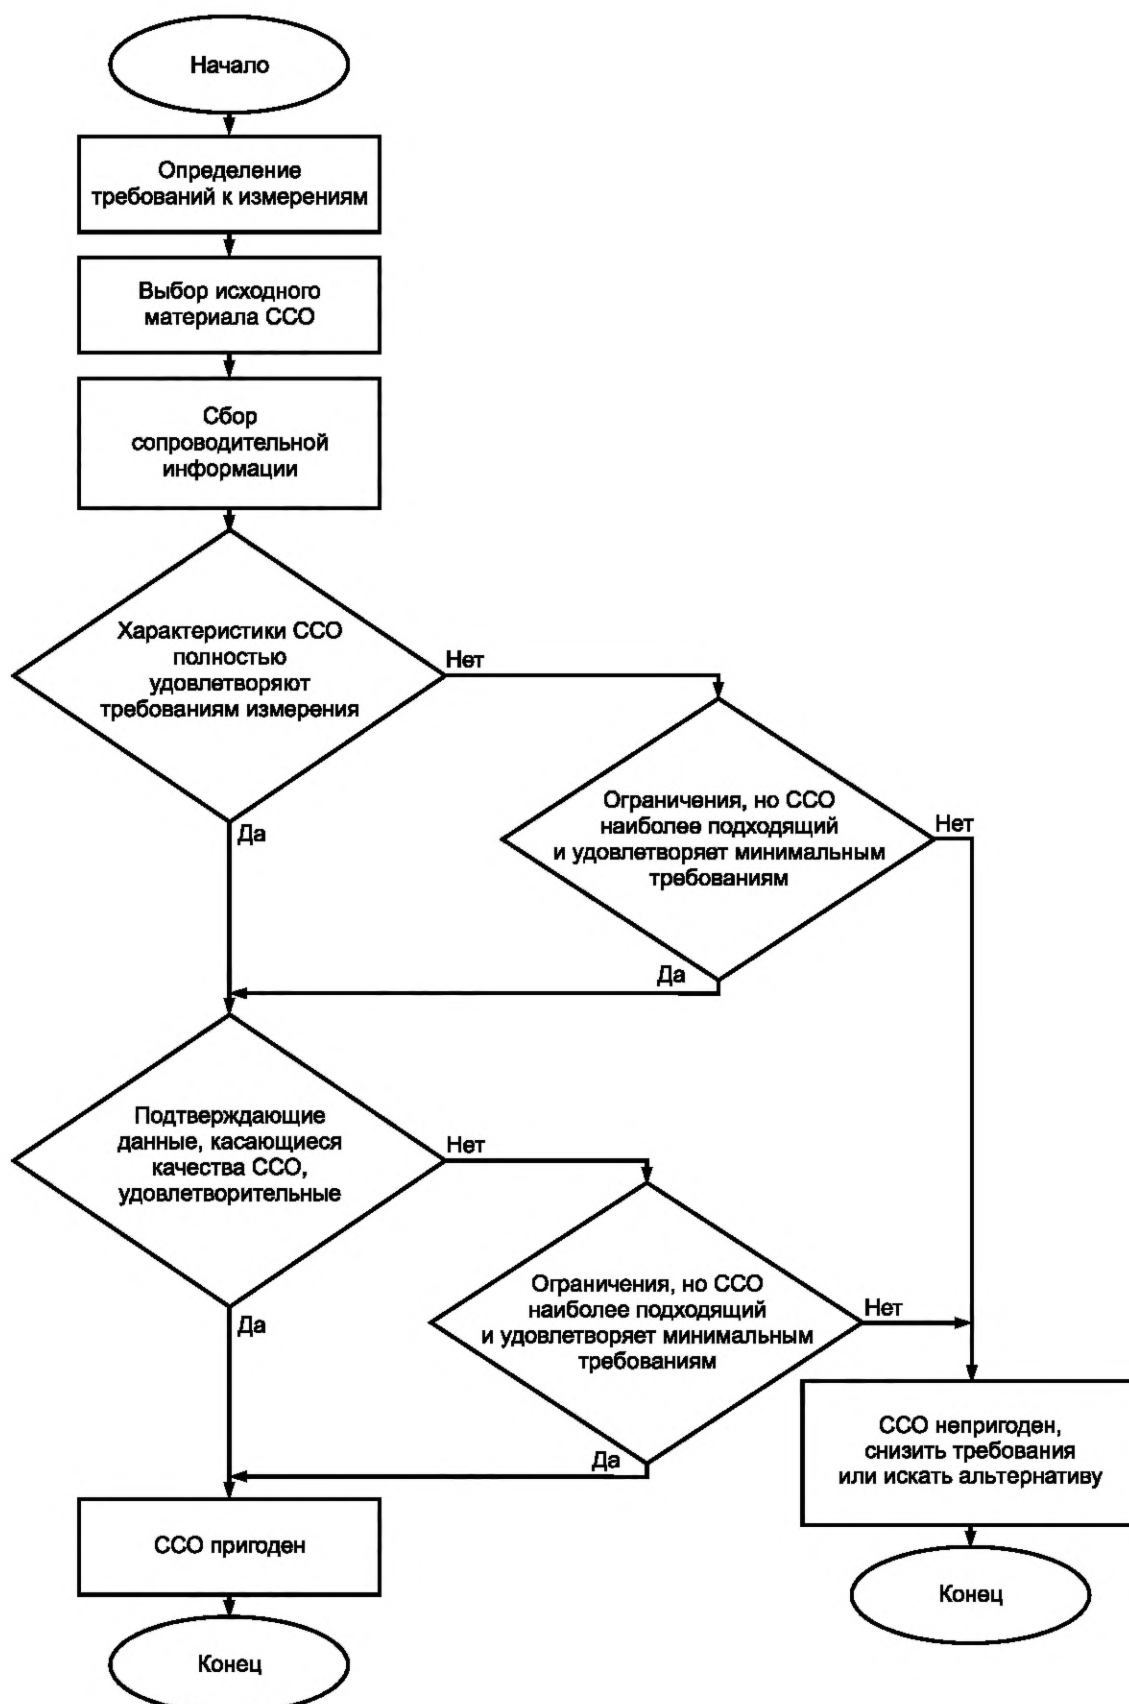 Начало
Определение
требований к измерениям
Выбор исходного
материала ССО
Сбор
сопроводительной
информации
Характеристики ССО
полностью
удовлетворяют
требованиям измерения
Нет
Да
Ограничения, но ССО
наиболее подходящий
и удовлетворяет минимальным
требованиям
Нет
Да
Подтверждающие
данные, касающиеся
качества ССО,
удовлетворительные
Нет
Да
Ограничения, но ССО
наиболее подходящий
и удовлетворяет минимальным
требованиям
Нет
Да
ССО непригоден,
снизить требования
или искать альтернативу
ССО пригоден
Конец
Конец